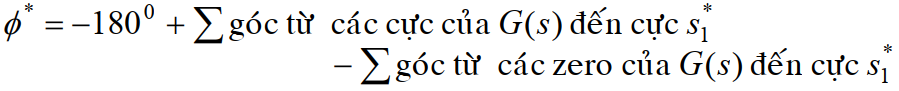 ϕ* = −180⁰ + ∑ góc từ các cực của G(s) đến cực s₁*
− ∑ góc từ các zero của G(s) đến cực s₁*